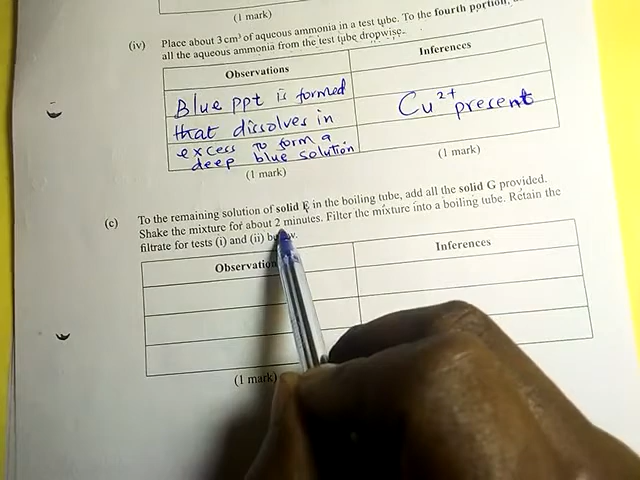 (1 mark)
(iv) Place about 3 cm³ of aqueous ammonia in a test tube. To the fourth portion,
all the aqueous ammonia from the test tube dropwise.
Observations Inferences
Blue ppt is formed
that dissolves in
excess to form a
deep blue solution
Cu²⁺ present
(1 mark) (1 mark)
(c) To the remaining solution of solid E in the boiling tube, add all the solid G provided.
Shake the mixture for about 2 minutes. Filter the mixture into a boiling tube. Retain the
filtrate for tests (i) and (ii) below.
Observation Inferences
(1 mark)